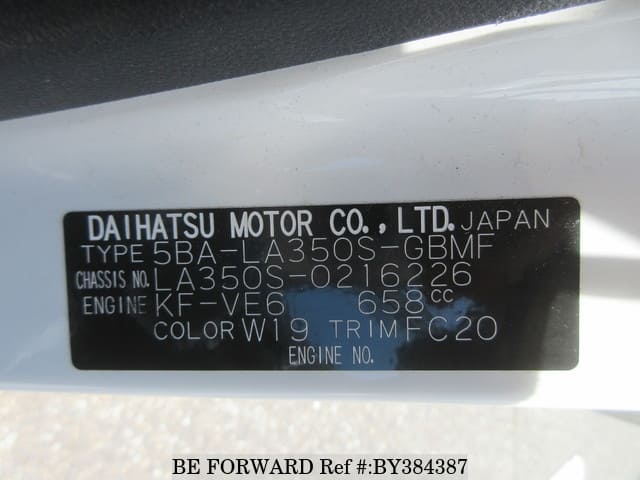 DAIHATSU MOTOR CO.,LTD. JAPAN
TYPE 5BA-LA350S-GBMF
CHASSIS NO. LA350S-0216226
ENGINE KF-VE6 658cc
COLOR W19 TRIM FC20
ENGINE NO.
BE FORWARD Ref #:BY384387